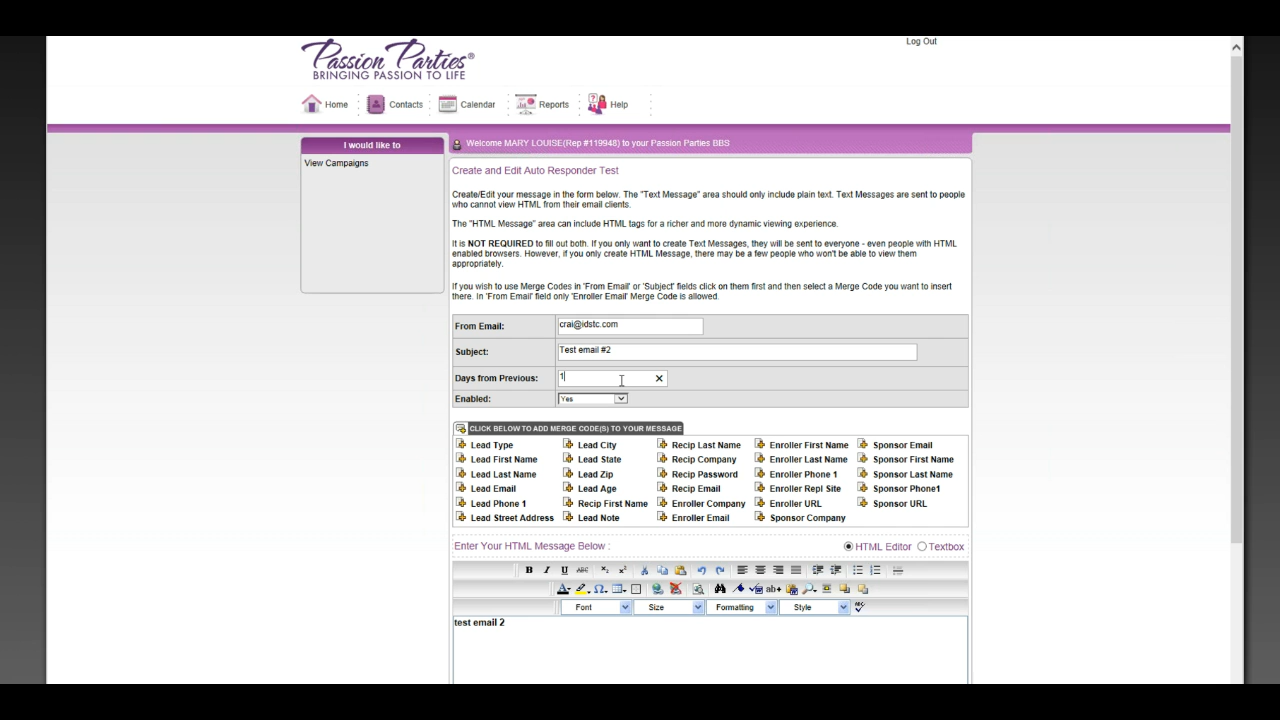 Log Out
Passion Parties®
BRINGING PASSION TO LIFE
Home Contacts Calendar Reports Help
I would like to
View Campaigns
Welcome MARY LOUISE(Rep #119948) to your Passion Parties BBS
Create and Edit Auto Responder Test
Create/Edit your message in the form below. The "Text Message" area should only include plain text. Text Messages are sent to people
who cannot view HTML from their email clients.
The "HTML Message" area can include HTML tags for a richer and more dynamic viewing experience.
It is NOT REQUIRED to fill out both. If you only want to create Text Messages, they will be sent to everyone - even people with HTML
enabled browsers. However, if you only create HTML Message, there may be a few people who won't be able to view them
appropriately.
If you wish to use Merge Codes in 'From Email' or 'Subject' fields click on them first and then select a Merge Code you want to insert
there. In 'From Email' field only 'Enroller Email' Merge Code is allowed.
From Email: crai@idstc.com
Subject: Test email #2
Days from Previous: 1
Enabled: Yes
CLICK BELOW TO ADD MERGE CODE(S) TO YOUR MESSAGE
Lead Type Lead City Recip Last Name Enroller First Name Sponsor Email
Lead First Name Lead State Recip Company Enroller Last Name Sponsor First Name
Lead Last Name Lead Zip Recip Password Enroller Phone 1 Sponsor Last Name
Lead Email Lead Age Recip Email Enroller Repl Site Sponsor Phone1
Lead Phone 1 Recip First Name Enroller Company Enroller URL Sponsor URL
Lead Street Address Lead Note Enroller Email Sponsor Company
Enter Your HTML Message Below : HTML Editor Textbox
B I U ABC
Font Size Formatting Style
test email 2